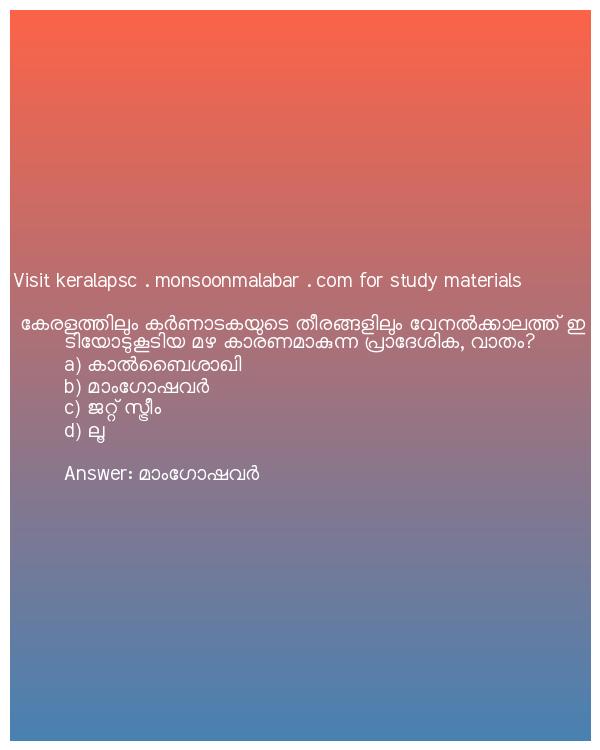 Visit keralapsc . monsoonmalabar . com for study materials
കേരളത്തിലും കർണാടകയുടെ തീരങ്ങളിലും വേനൽക്കാലത്ത് ഇ
ടിയോടുകൂടിയ മഴ കാരണമാകുന്ന പ്രാദേശിക, വാതം?
a) കാൽബൈശാഖി
b) മാംഗോഷവർ
c) ജറ്റ് സ്ട്രീം
d) ലൂ
Answer: മാംഗോഷവർ